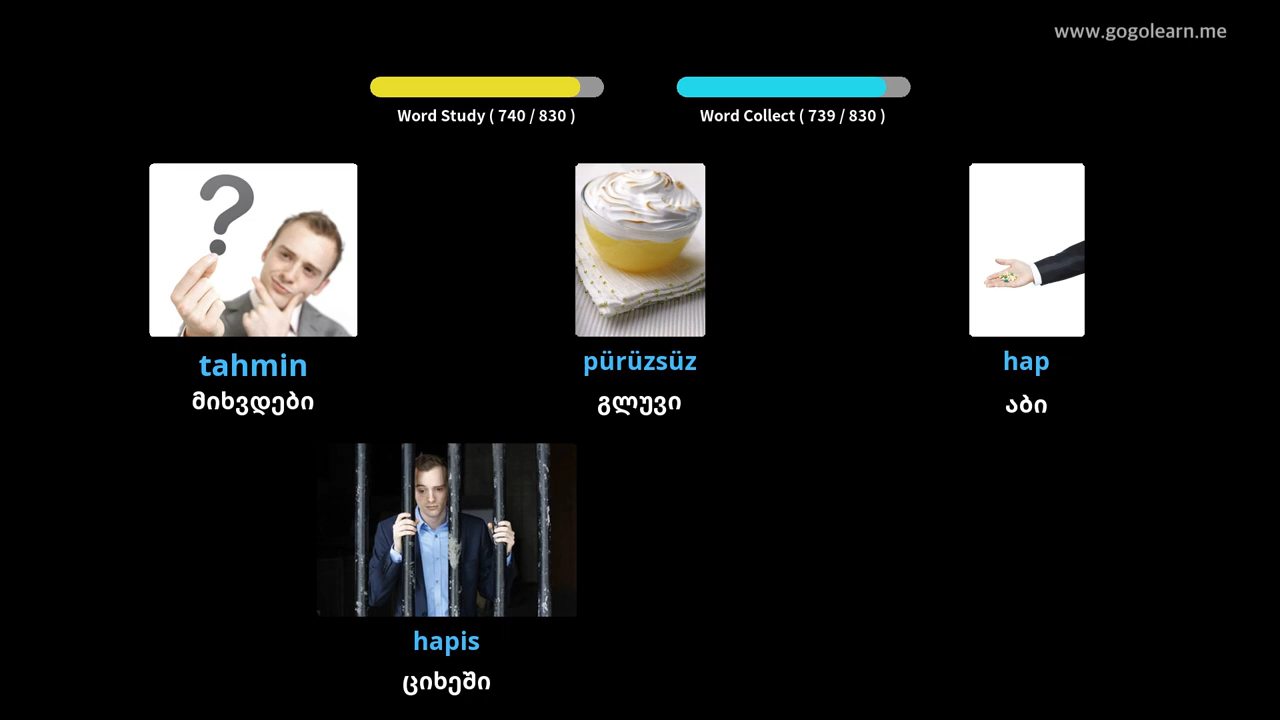 www.gogolearn.me
Word Study ( 740 / 830 )
Word Collect ( 739 / 830 )
tahmin
მიხვდები
pürüzsüz
გლუვი
hap
აბი
hapis
ციხეში